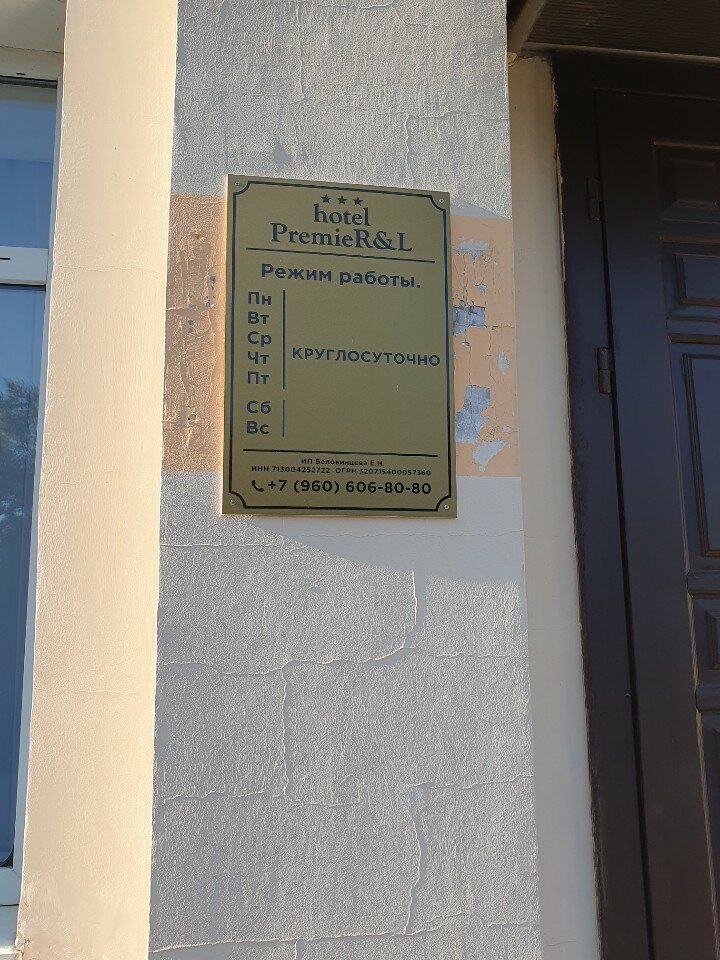 hotel
PremieR&L
Режим работы.
Пн
Вт
Ср
Чт
Пт
КРУГЛОСУТОЧНО
Сб
Вс
ИП Белокинцева Е.Н.
ИНН 713004252722 ОГРН 320715400057360
+7 (960) 606-80-80